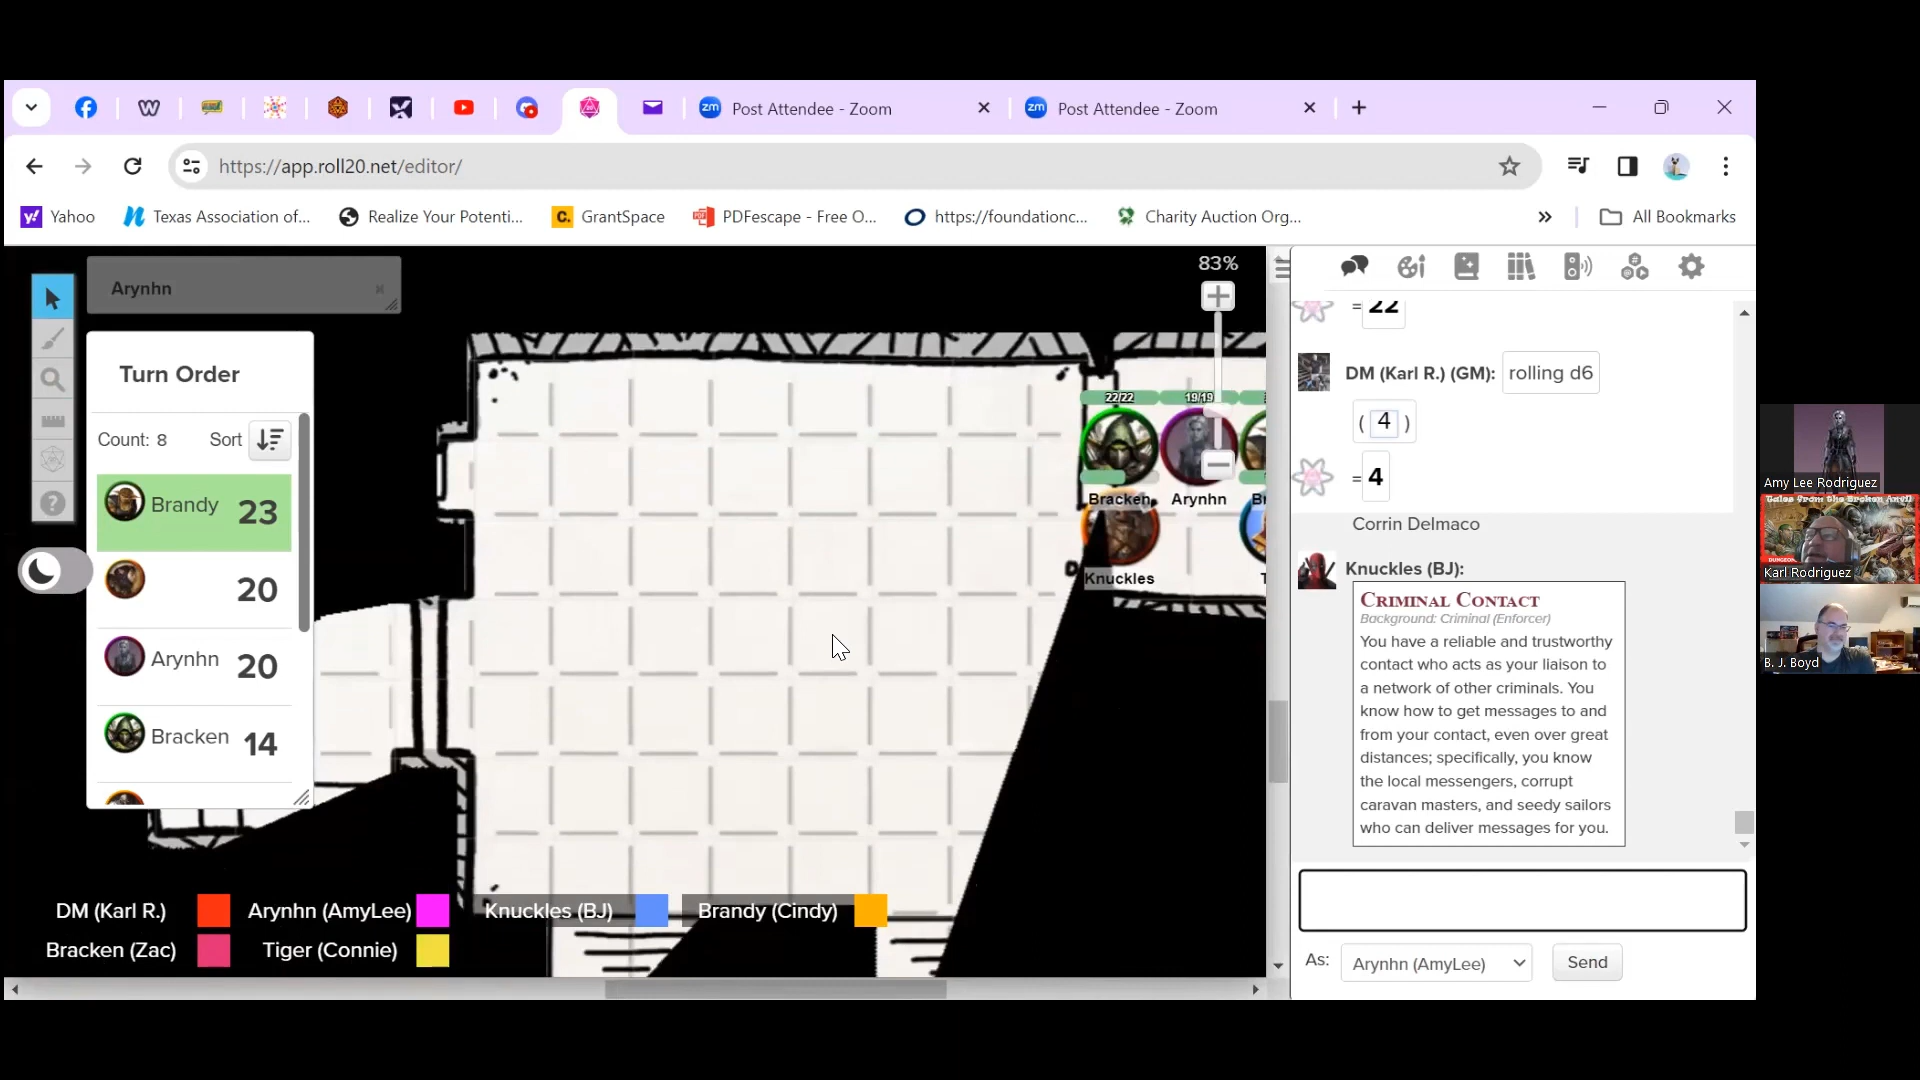 Post Attendee - Zoom
Post Attendee - Zoom
https://app.roll20.net/editor/
Yahoo
Texas Association of...
Realize Your Potenti...
GrantSpace
PDFescape - Free O...
https://foundationc...
Charity Auction Org...
All Bookmarks
Arynhn
83%
Turn Order
Count: 8
Sort
Brandy 23
20
Arynhn 20
Bracken 14
22/22
19/19
Bracken
Arynhn
Br
Knuckles
T
DM (Karl R.)
Arynhn (AmyLee)
Knuckles (BJ)
Brandy (Cindy)
Bracken (Zac)
Tiger (Connie)
= 22
DM (Karl R.) (GM): rolling d6
( 4 )
= 4
Corrin Delmaco
Knuckles (BJ):
Criminal Contact
Background: Criminal (Enforcer)
You have a reliable and trustworthy
contact who acts as your liaison to
a network of other criminals. You
know how to get messages to and
from your contact, even over great
distances; specifically, you know
the local messengers, corrupt
caravan masters, and seedy sailors
who can deliver messages for you.
As: Arynhn (AmyLee)
Send
Amy Lee Rodriguez
Tales from the Broken Anvil
Karl Rodriguez
B. J. Boyd